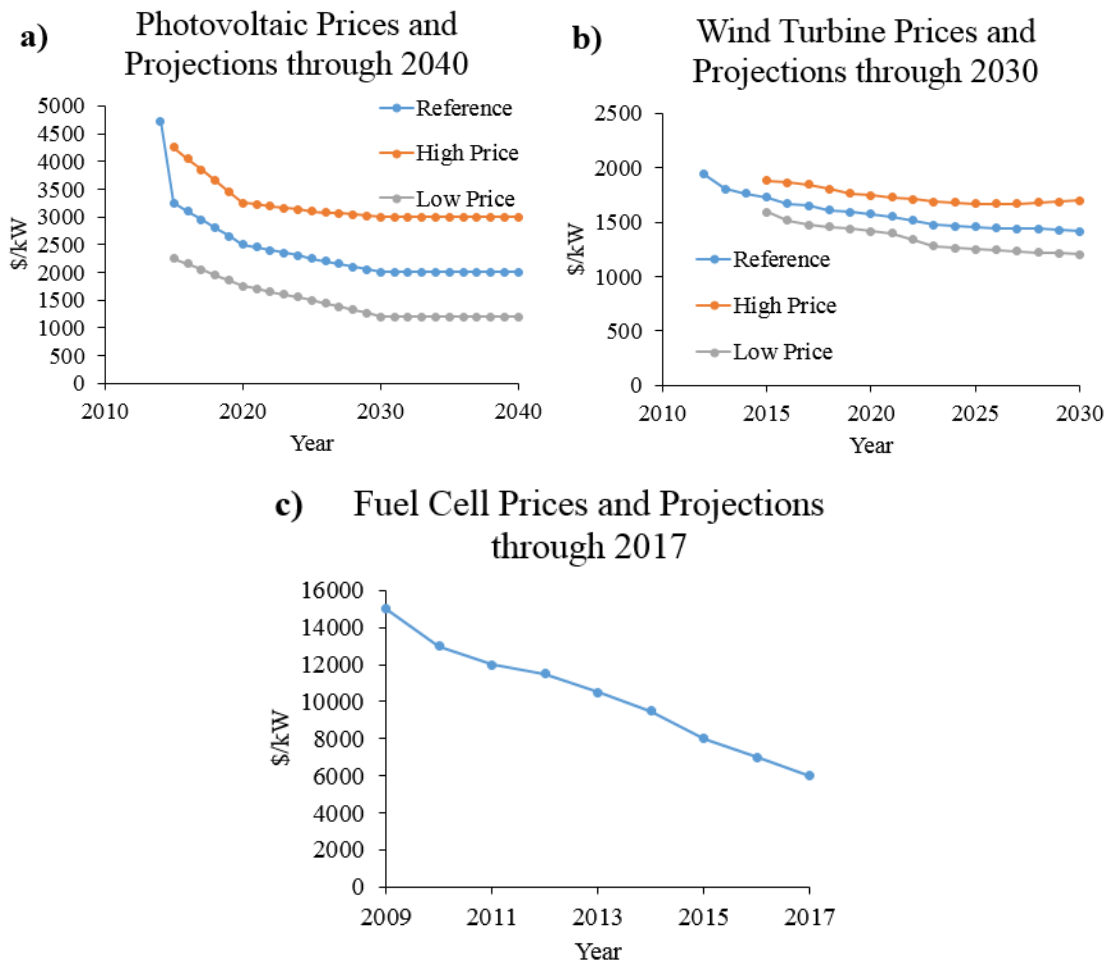 a)
Photovoltaic Prices and
Projections through 2040
5000
4500
4000
3500
3000
2500
2000
1500
1000
500
0
$/kW
Reference
High Price
Low Price
2010 2020 2030 2040
Year
b)
Wind Turbine Prices and
Projections through 2030
2500
2000
1500
1000
500
0
$/kW
Reference
High Price
Low Price
2010 2015 2020 2025 2030
Year
c)
Fuel Cell Prices and Projections
through 2017
16000
14000
12000
10000
8000
6000
4000
2000
0
$/kW
2009 2011 2013 2015 2017
Year